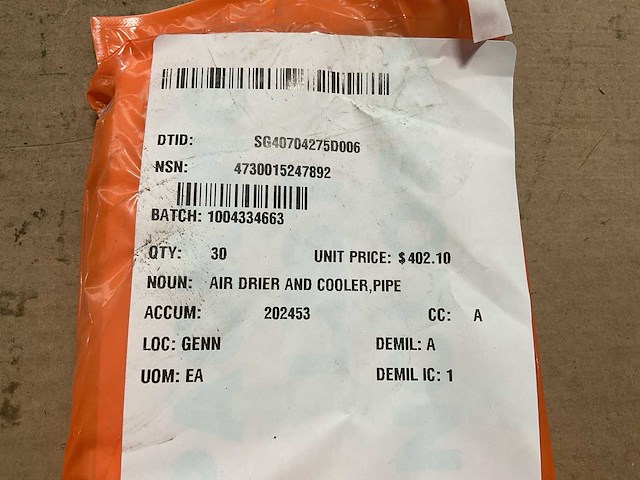 DTID: SG40704275D006
NSN: 4730015247892
BATCH: 1004334663
QTY: 30 UNIT PRICE: $402.10
NOUN: AIR DRIER AND COOLER,PIPE
ACCUM: 202453 CC: A
LOC: GENN DEMIL: A
UOM: EA DEMIL IC: 1